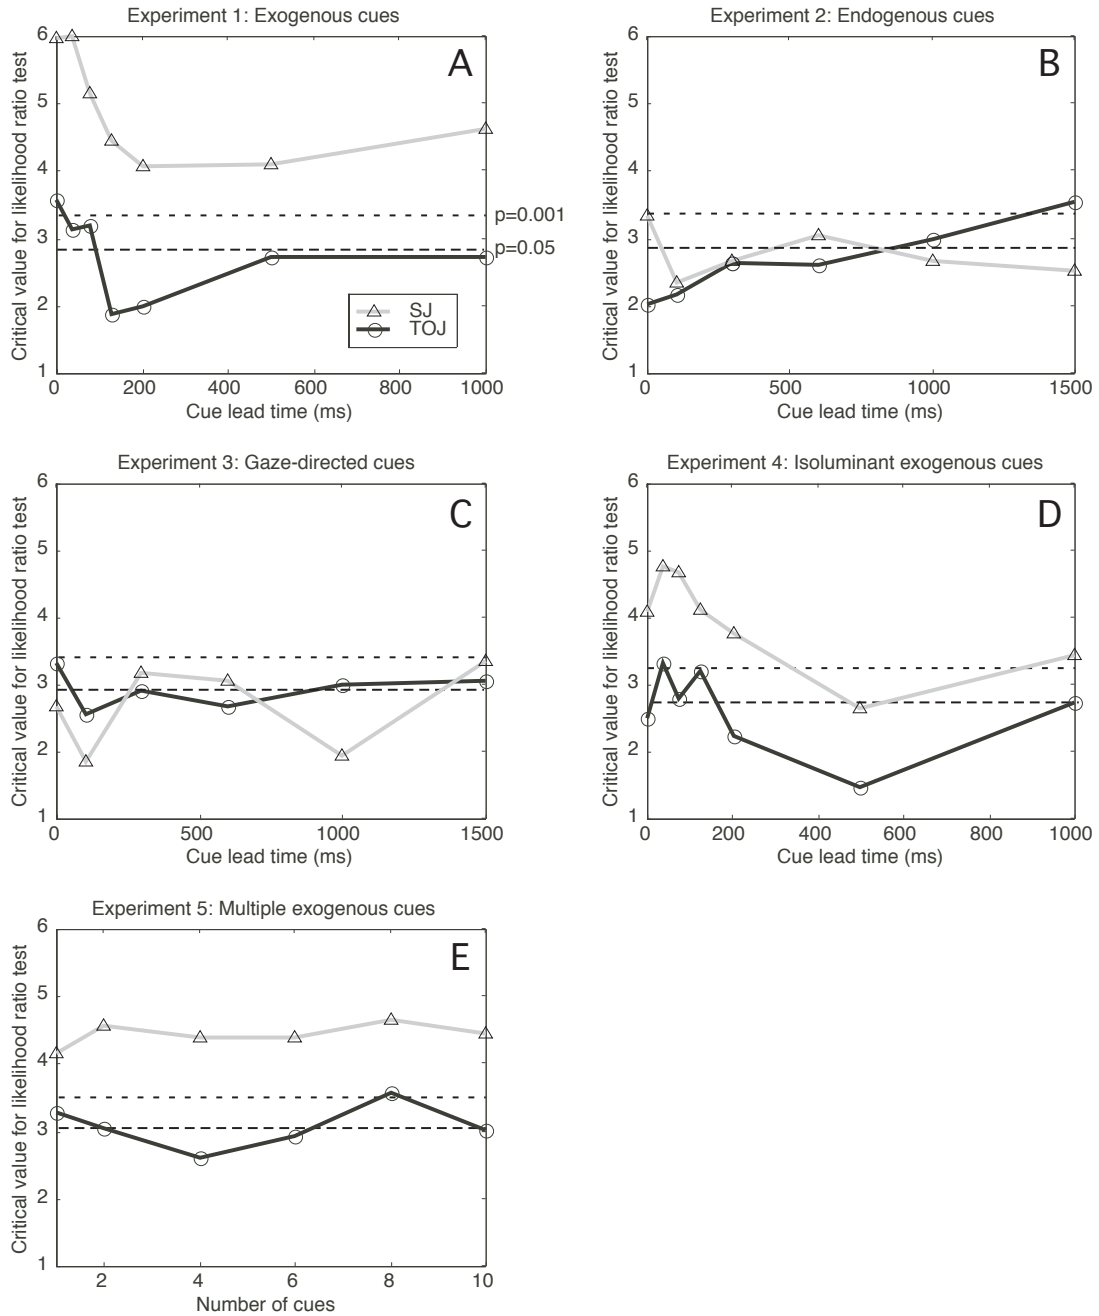 Experiment 1: Exogenous cues
A
Critical value for likelihood ratio test
6
5
4
3
2
1
p=0.001
p=0.05
SJ
TOJ
0 200 400 600 800 1000
Cue lead time (ms)
Experiment 2: Endogenous cues
B
Critical value for likelihood ratio test
6
5
4
3
2
1
0 500 1000 1500
Cue lead time (ms)
Experiment 3: Gaze-directed cues
C
Critical value for likelihood ratio test
6
5
4
3
2
1
0 500 1000 1500
Cue lead time (ms)
Experiment 4: Isoluminant exogenous cues
D
Critical value for likelihood ratio test
6
5
4
3
2
1
0 200 400 600 800 1000
Cue lead time (ms)
Experiment 5: Multiple exogenous cues
E
Critical value for likelihood ratio test
6
5
4
3
2
1
2 4 6 8 10
Number of cues